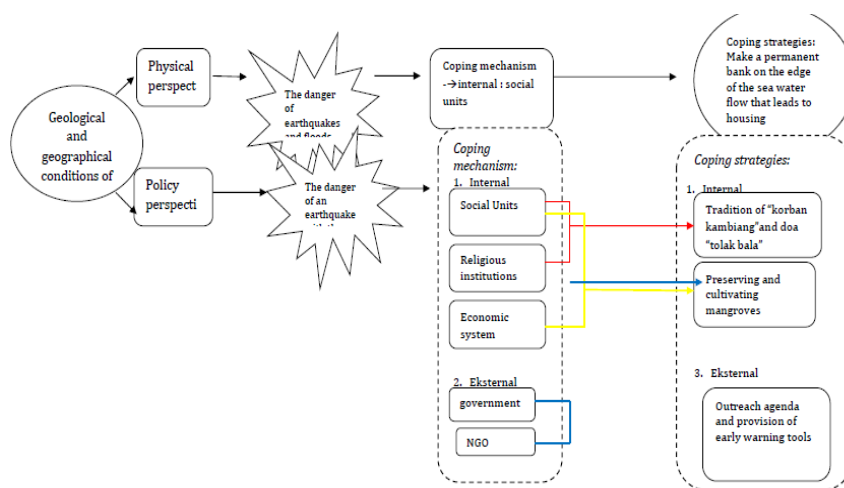 Physical
perspect
Geological
and
geographical
conditions of
Policy
perspecti
The danger
of
earthquakes
and floods
The danger
of an
earthquake
Coping mechanism
-→internal : social
units
Coping strategies:
Make a permanent
bank on the edge
of the sea water
flow that leads to
housing
Coping
mechanism:
1. Internal
Social Units
Religious
institutions
Economic
system
2. Eksternal
government
NGO
Coping strategies:
1. Internal
Tradition of “korban
kambiang”and doa
“tolak bala”
Preserving and
cultivating
mangroves
3. Eksternal
Outreach agenda
and provision of
early warning tools